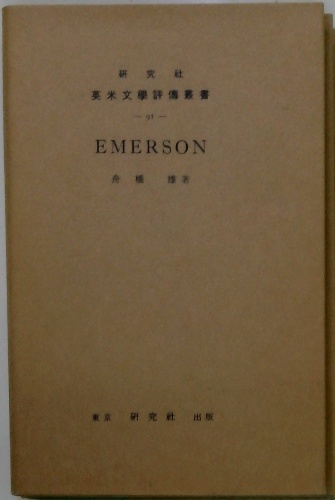 研究社
英米文學評傳叢書
— 91 —
EMERSON
舟橋 雄 著
東京 研究社 出版